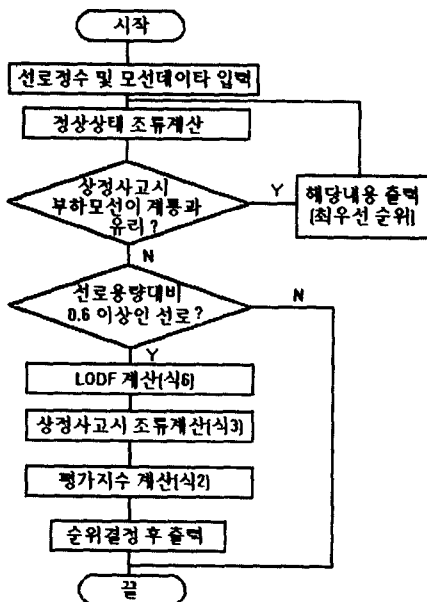 시작
선로정수 및 모선데이타 입력
정상상태 조류계산
상정사고시
부하모선이 계통과
유리 ?
Y
해당내용 출력
(최우선 순위)
N
선로용량대비
0.6 이상인 선로?
N
Y
LODF 계산(식6)
상정사고시 조류계산(식3)
평가지수 계산(식2)
순위결정 후 출력
끝